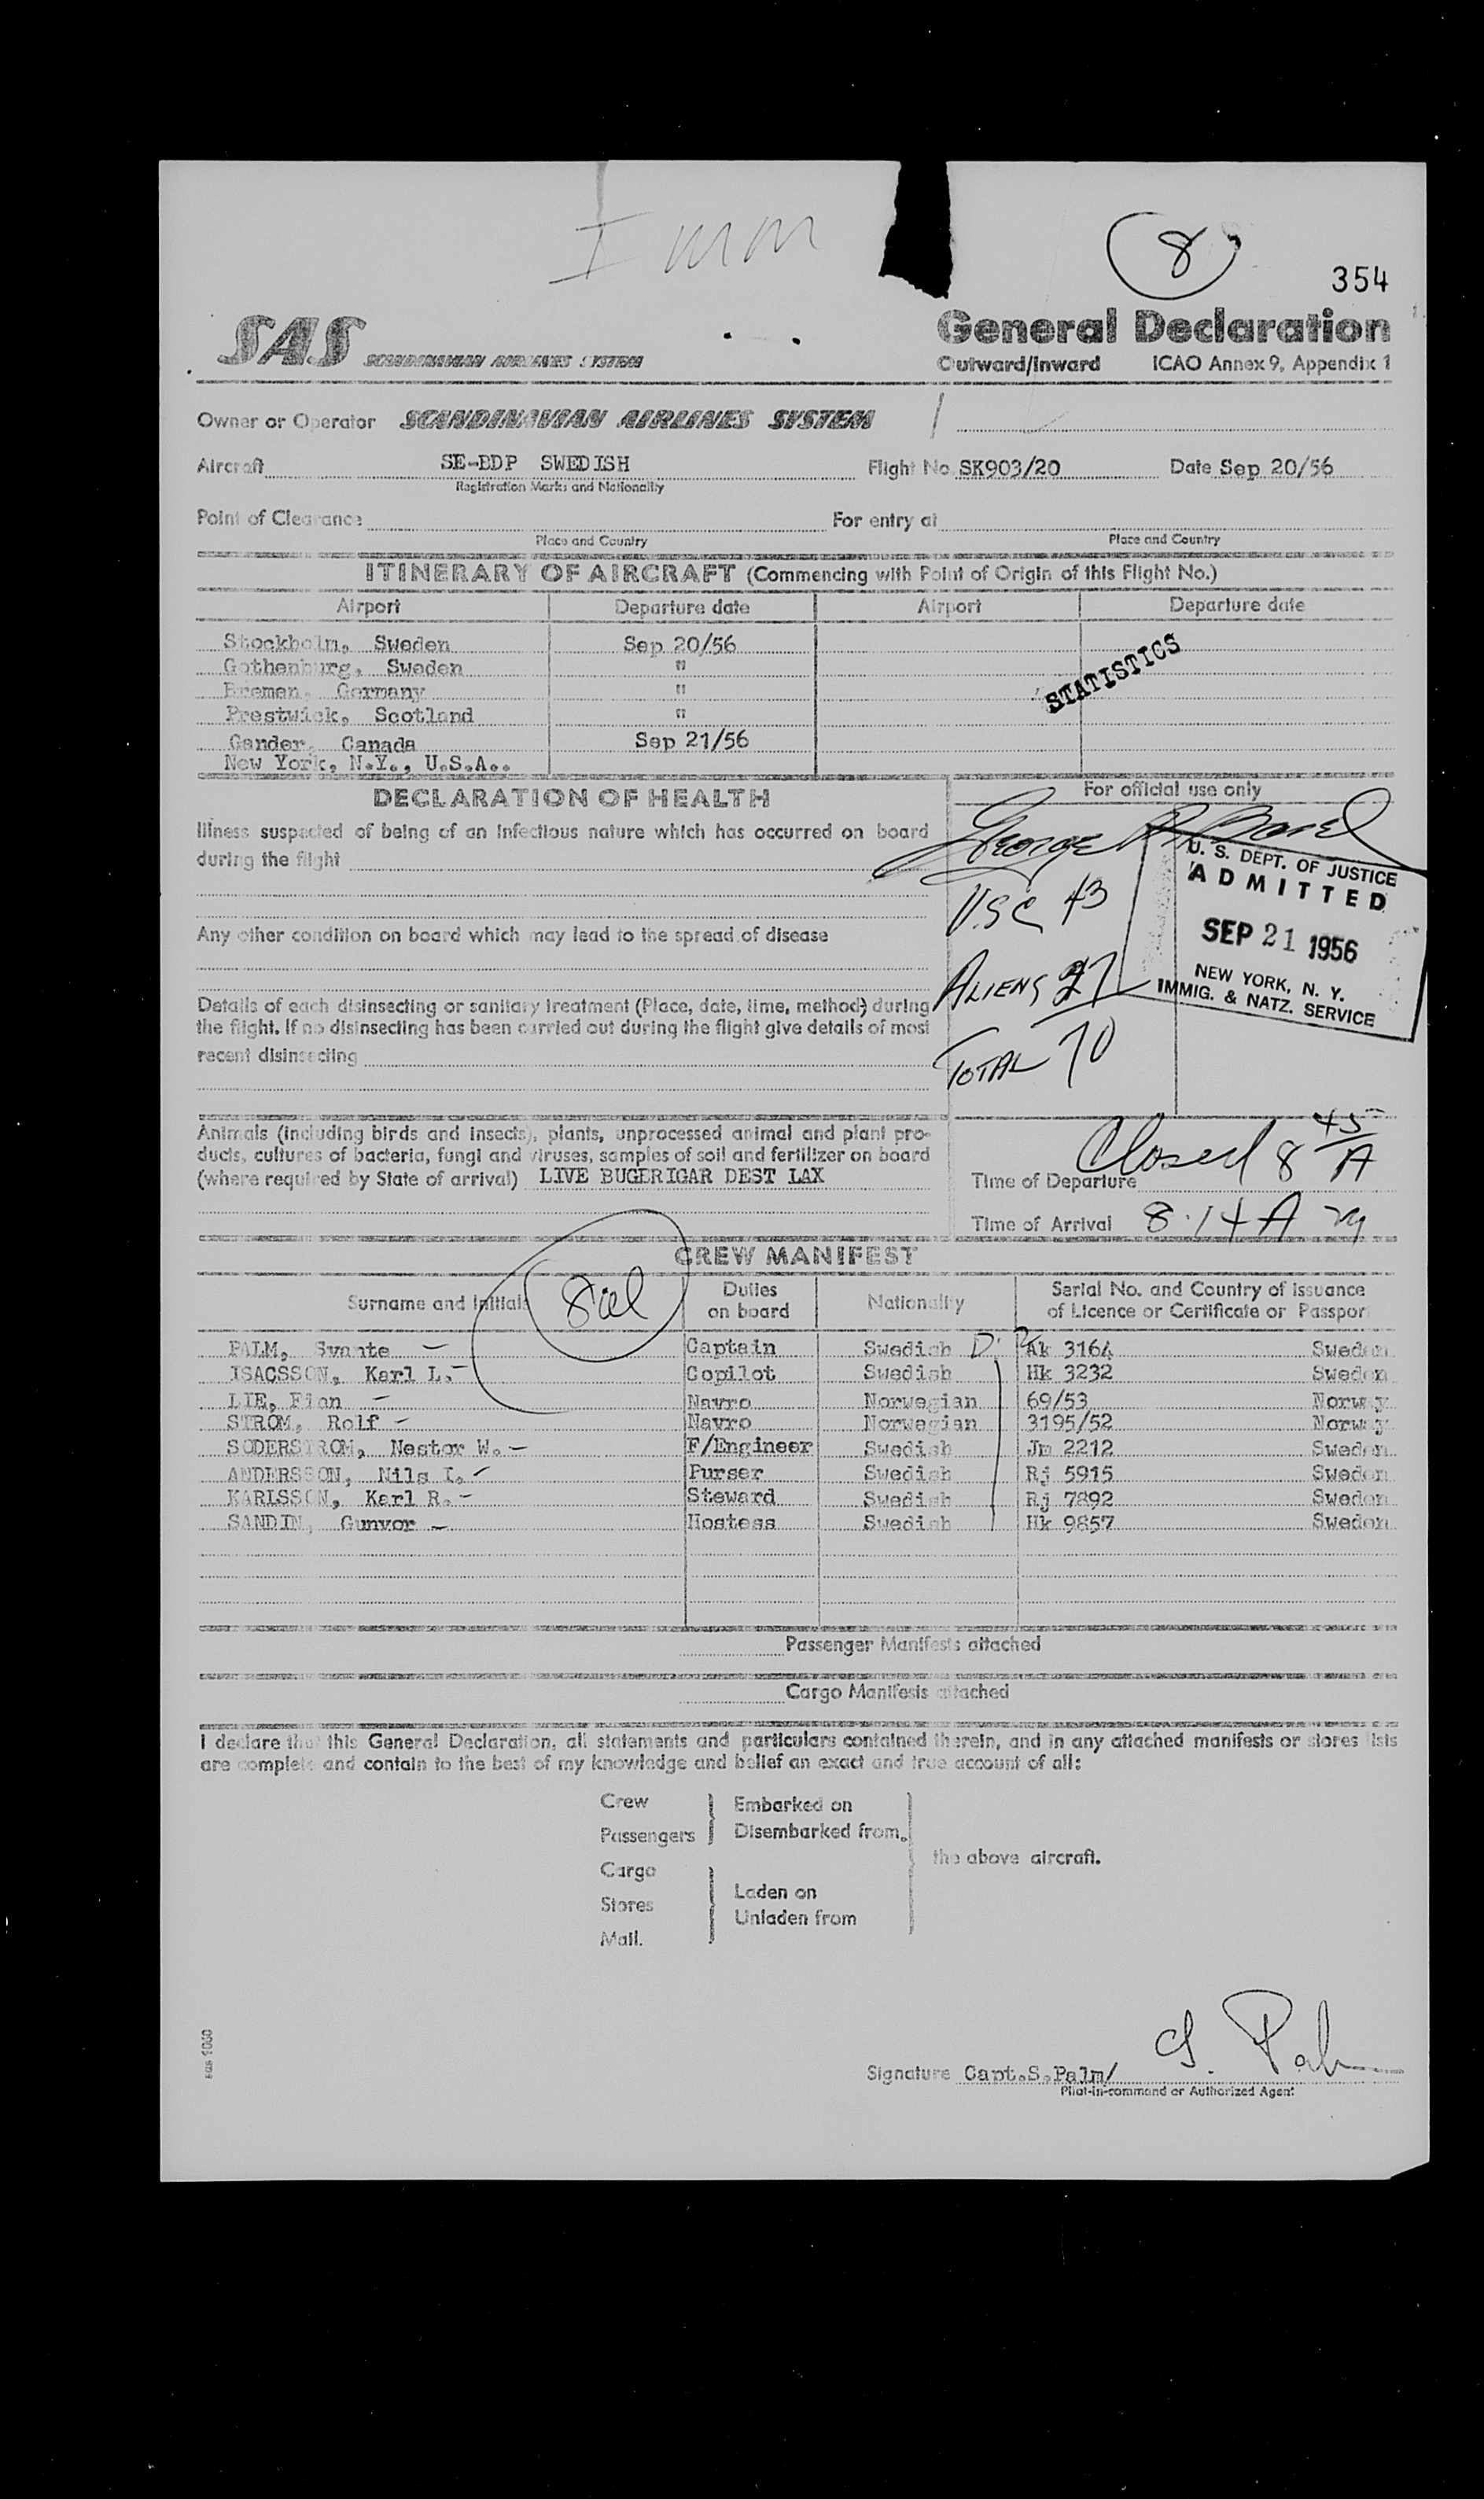 I mm
8
354
SAS SCANDINAVIAN AIRLINES SYSTEM
General Declaration
Outward/Inward ICAO Annex 9, Appendix 1
Owner or Operator SCANDINAVIAN AIRLINES SYSTEM
Aircraft SE-BDP SWEDISH Flight No. SK903/20 Date Sep 20/56
Registration Marks and Nationality
Point of Clearance For entry at
Place and Country Place and Country
ITINERARY OF AIRCRAFT (Commencing with Point of Origin of this Flight No.)
Airport Departure date Airport Departure date
Stockholm, Sweden Sep 20/56
Gothenburg, Sweden "
Bremen, Germany "
Prestwick, Scotland "
Gander, Canada Sep 21/56
New York, N.Y., U.S.A..
STATISTICS
DECLARATION OF HEALTH
Illness suspected of being of an infectious nature which has occurred on board
during the flight
Any other condition on board which may lead to the spread of disease
Details of each disinsecting or sanitary treatment (Place, date, time, method) during
the flight. If no disinsecting has been carried out during the flight give details of most
recent disinsecting
For official use only
George
U.S.C 43
ALIENS 27
TOTAL 70
U. S. DEPT. OF JUSTICE
ADMITTED
SEP 21 1956
NEW YORK, N. Y.
IMMIG. & NATZ. SERVICE
Animals (including birds and insects), plants, unprocessed animal and plant pro-
ducts, cultures of bacteria, fungi and viruses, samples of soil and fertilizer on board
(where required by State of arrival) LIVE BUGERIGAR DEST LAX
Closed 8 45 A
Time of Departure
Time of Arrival 8.14 A m
CREW MANIFEST
Surname and Initials Duties on board Nationality Serial No. and Country of issuance of Licence or Certificate or Passport
PALM, Svante Captain Swedish Ak 3164 Sweden
ISACSSON, Karl L. Copilot Swedish Hk 3232 Sweden
LIE, Finn Navro Norwegian 69/53 Norway
STROM, Rolf Navro Norwegian 3195/52 Norway
SODERSTROM, Nestor W. F/Engineer Swedish Jm 2212 Sweden
ANDERSSON, Nils I. Purser Swedish Rj 5915 Sweden
KARLSSON, Karl R. Steward Swedish Rj 7892 Sweden
SANDIN, Gunvor Hostess Swedish Hk 9857 Sweden
Passenger Manifests attached
Cargo Manifests attached
I declare that this General Declaration, all statements and particulars contained therein, and in any attached manifests or stores lists
are complete and contain to the best of my knowledge and belief an exact and true account of all:
Crew Embarked on
Passengers Disembarked from.
the above aircraft.
Cargo
Stores Laden on
Unladen from
Mail.
sas 1060
Signature Capt.S.Palm/ S. Palm
Pilot-in-command or Authorized Agent